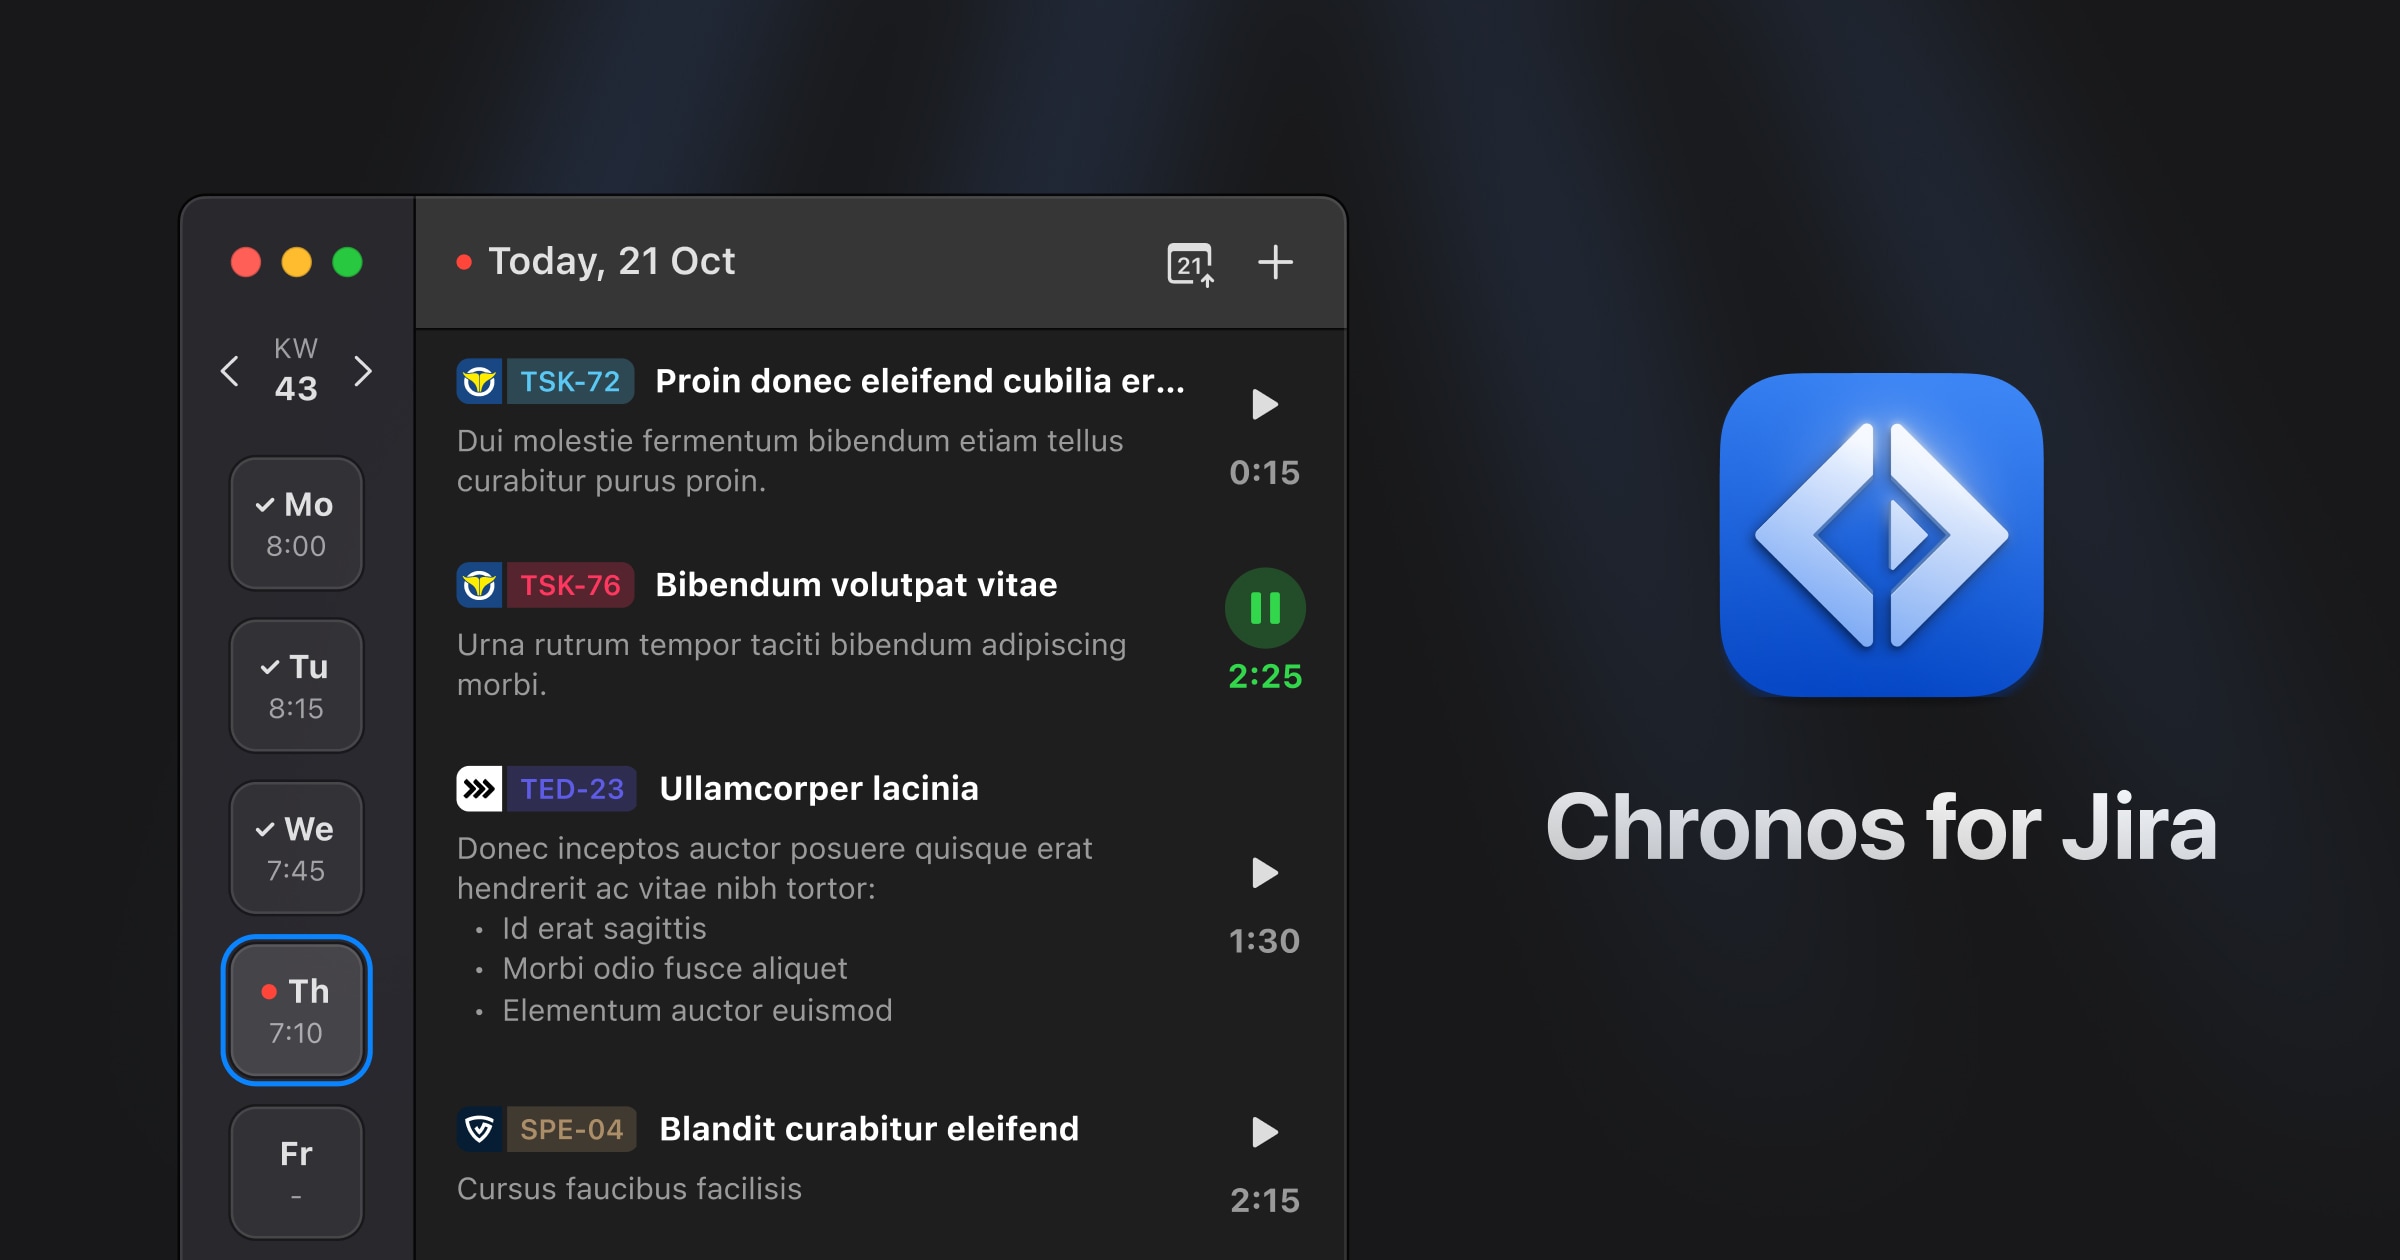 Today, 21 Oct
21
KW
43
✓ Mo
8:00
✓ Tu
8:15
✓ We
7:45
Th
7:10
Fr
-
TSK-72 Proin donec eleifend cubilia er...
Dui molestie fermentum bibendum etiam tellus
curabitur purus proin.
0:15
TSK-76 Bibendum volutpat vitae
Urna rutrum tempor taciti bibendum adipiscing
morbi.
2:25
TED-23 Ullamcorper lacinia
Donec inceptos auctor posuere quisque erat
hendrerit ac vitae nibh tortor:
• Id erat sagittis
• Morbi odio fusce aliquet
• Elementum auctor euismod
1:30
SPE-04 Blandit curabitur eleifend
Cursus faucibus facilisis
2:15
Chronos for Jira